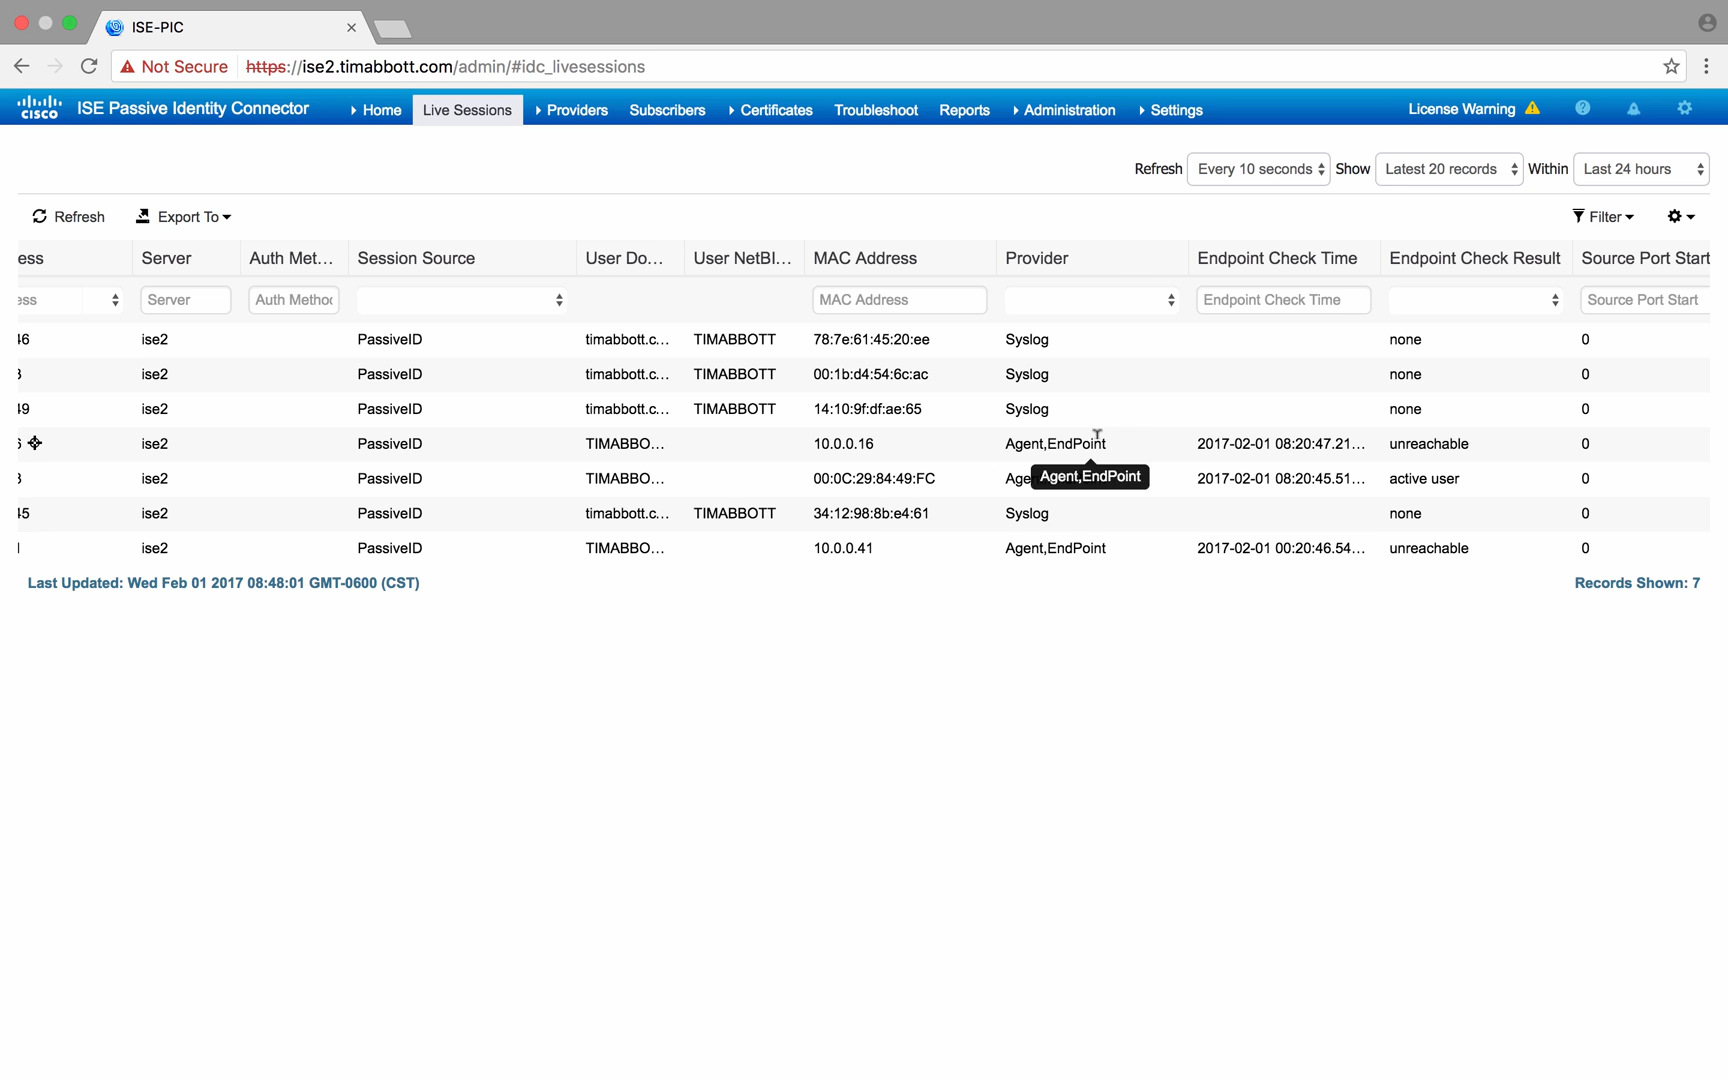 ISE-PIC
Not Secure https://ise2.timabbott.com/admin/#idc_livesessions
CISCO ISE Passive Identity Connector Home Live Sessions Providers Subscribers Certificates Troubleshoot Reports Administration Settings License Warning
Refresh Every 10 seconds Show Latest 20 records Within Last 24 hours
Refresh Export To Filter
ess Server Auth Met... Session Source User Do... User NetBI... MAC Address Provider Endpoint Check Time Endpoint Check Result Source Port Start
ess Server Auth Method MAC Address Endpoint Check Time Source Port Start
46 ise2 PassiveID timabbott.c... TIMABBOTT 78:7e:61:45:20:ee Syslog none 0
3 ise2 PassiveID timabbott.c... TIMABBOTT 00:1b:d4:54:6c:ac Syslog none 0
49 ise2 PassiveID timabbott.c... TIMABBOTT 14:10:9f:df:ae:65 Syslog none 0
6 ise2 PassiveID TIMABBO... 10.0.0.16 Agent,EndPoint 2017-02-01 08:20:47.21... unreachable 0
3 ise2 PassiveID TIMABBO... 00:0C:29:84:49:FC Age 2017-02-01 08:20:45.51... active user 0
Agent,EndPoint
45 ise2 PassiveID timabbott.c... TIMABBOTT 34:12:98:8b:e4:61 Syslog none 0
ise2 PassiveID TIMABBO... 10.0.0.41 Agent,EndPoint 2017-02-01 00:20:46.54... unreachable 0
Last Updated: Wed Feb 01 2017 08:48:01 GMT-0600 (CST) Records Shown: 7